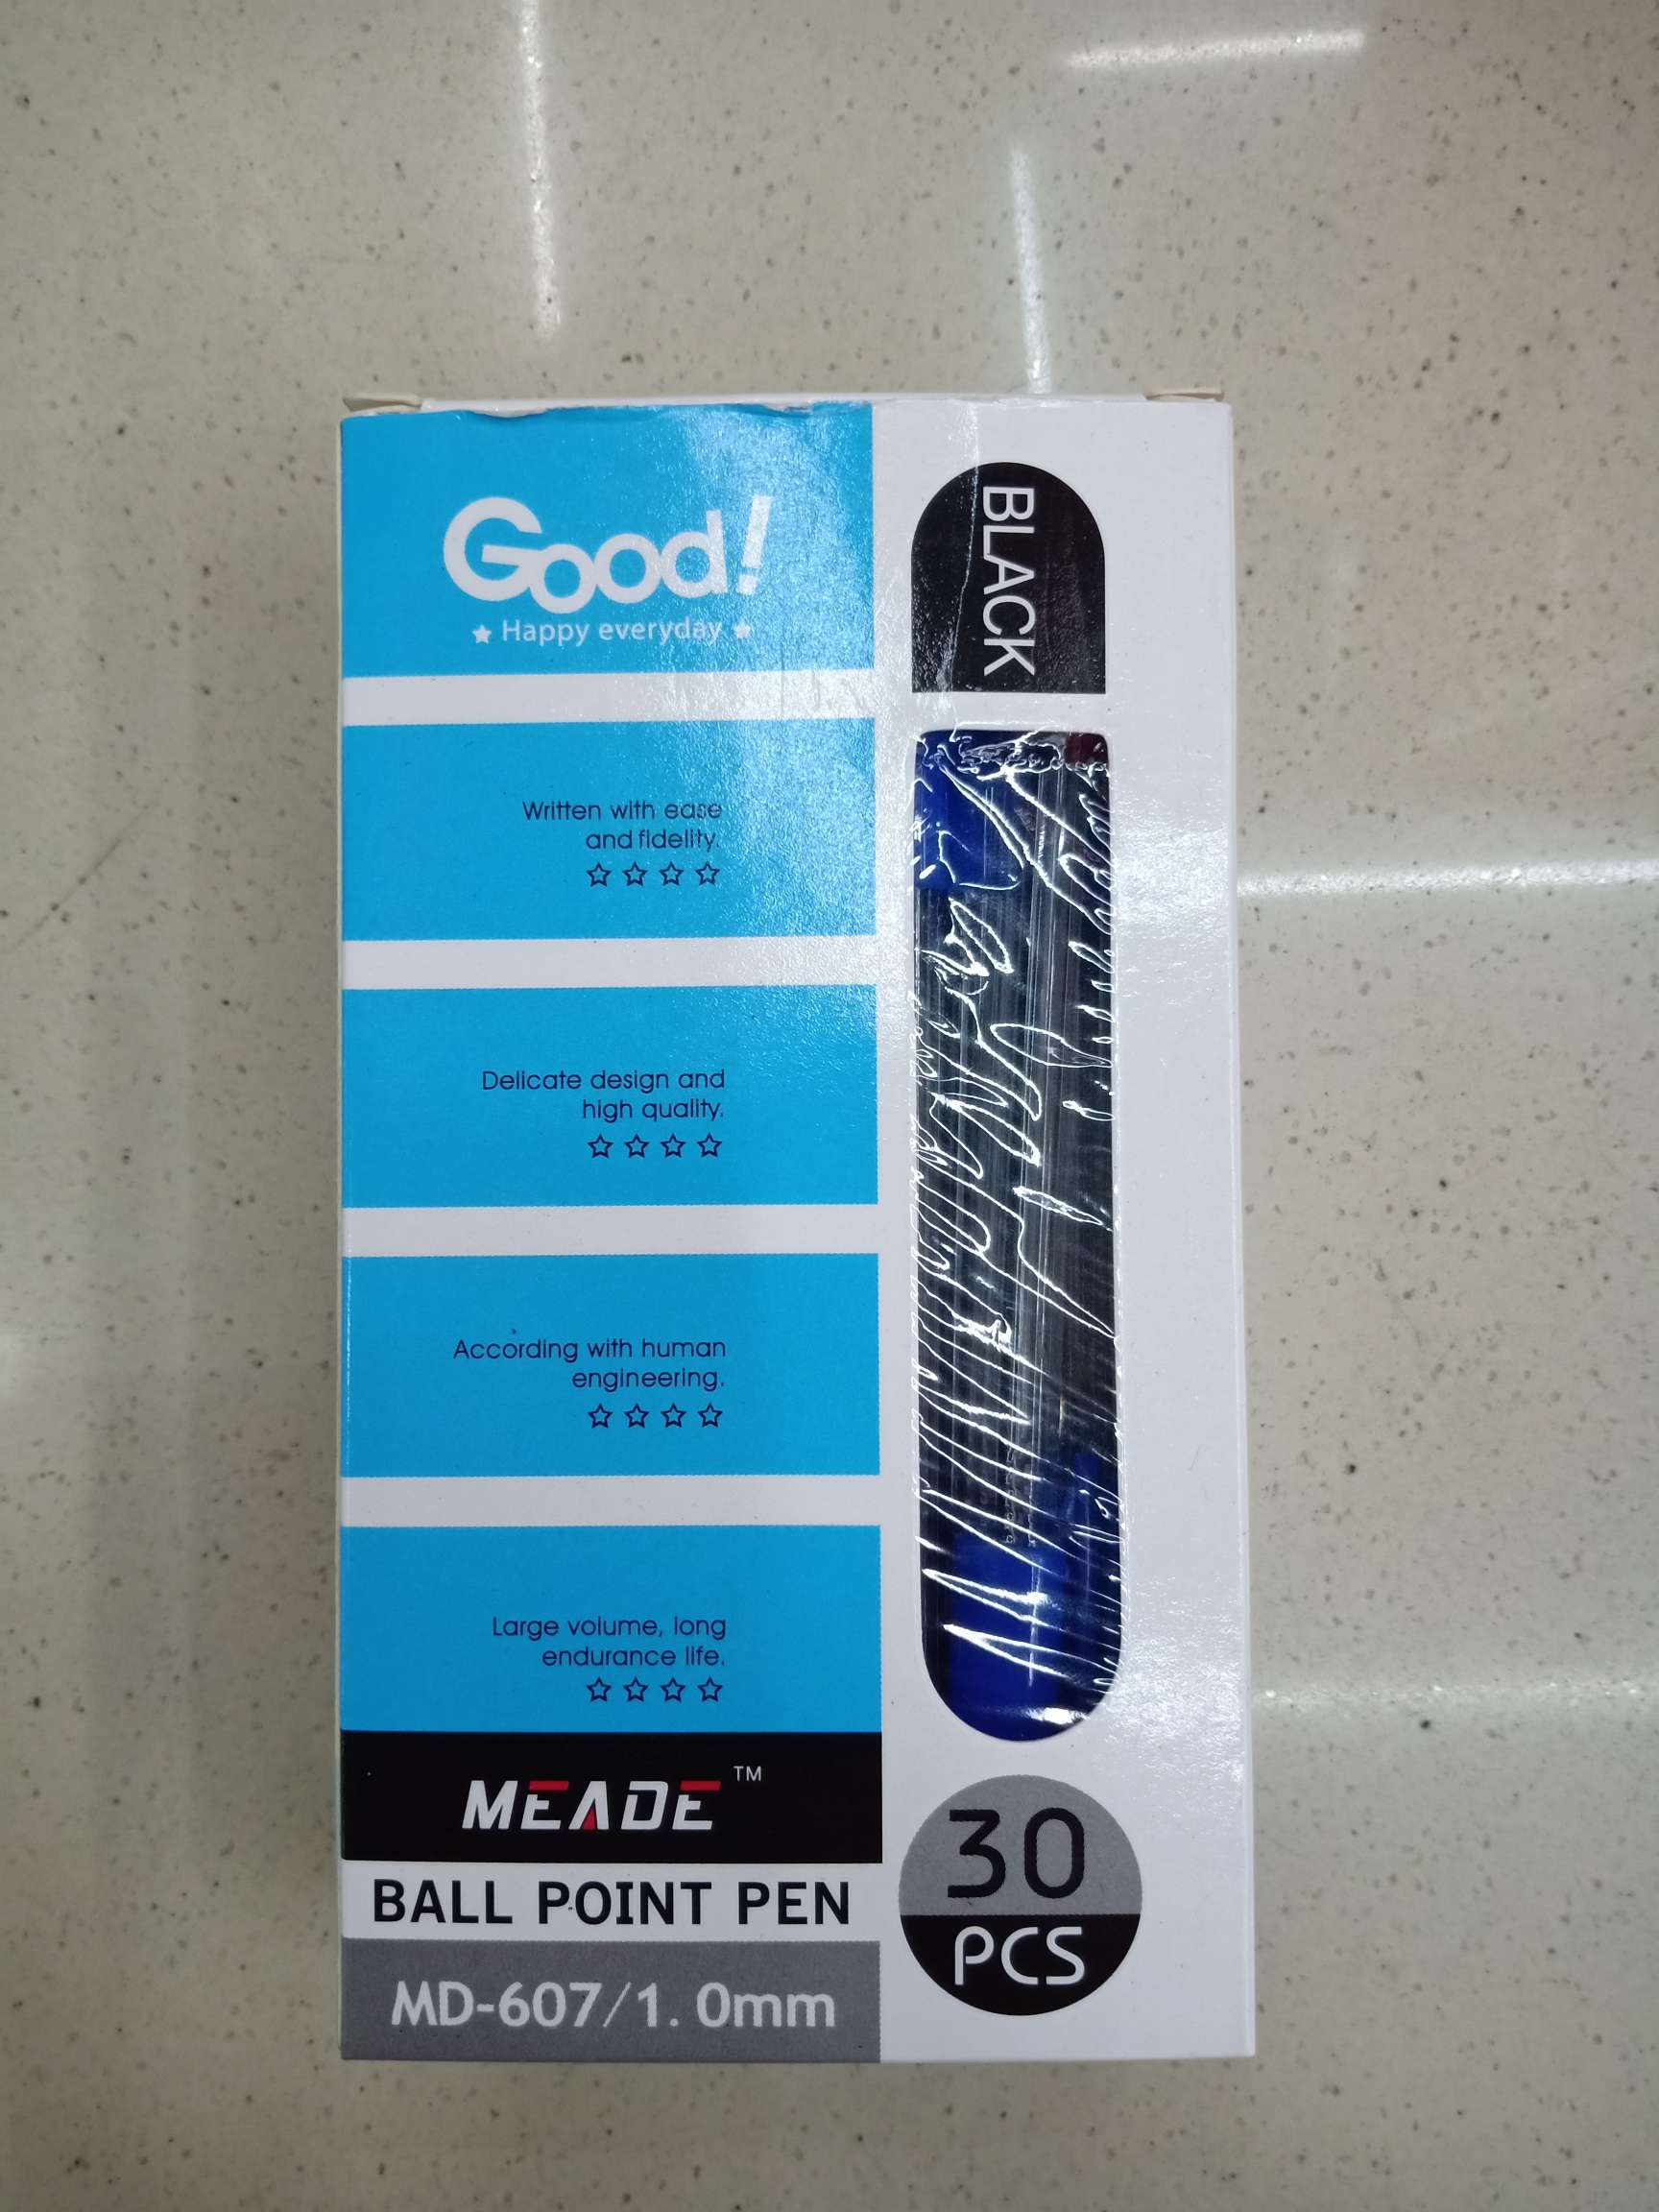 Good!
Happy everyday
BLACK
Written with ease
and fidelity.
Delicate design and
high quality.
According with human
engineering.
Large volume, long
endurance life.
MEADE™
BALL POINT PEN
MD-607/1.0mm
30
PCS